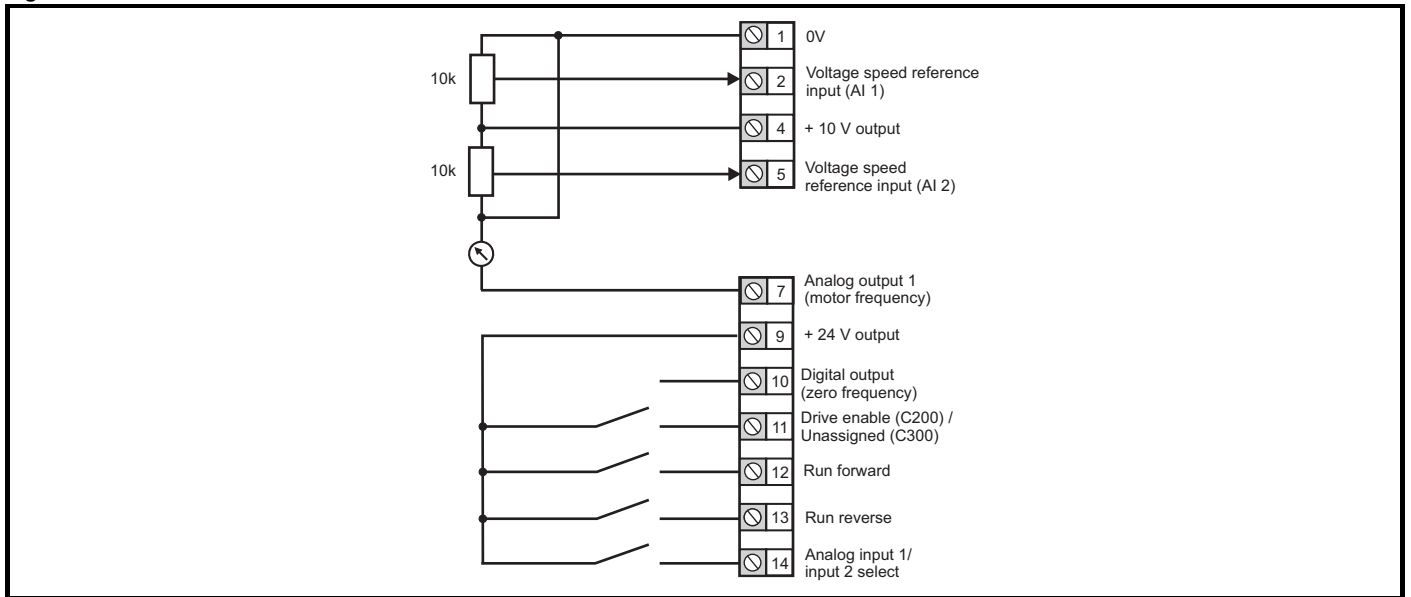 1 0V
10k
2 Voltage speed reference
input (AI 1)
4 + 10 V output
10k
5 Voltage speed
reference input (AI 2)
7 Analog output 1
(motor frequency)
9 + 24 V output
10 Digital output
(zero frequency)
11 Drive enable (C200) /
Unassigned (C300)
12 Run forward
13 Run reverse
14 Analog input 1/
input 2 select